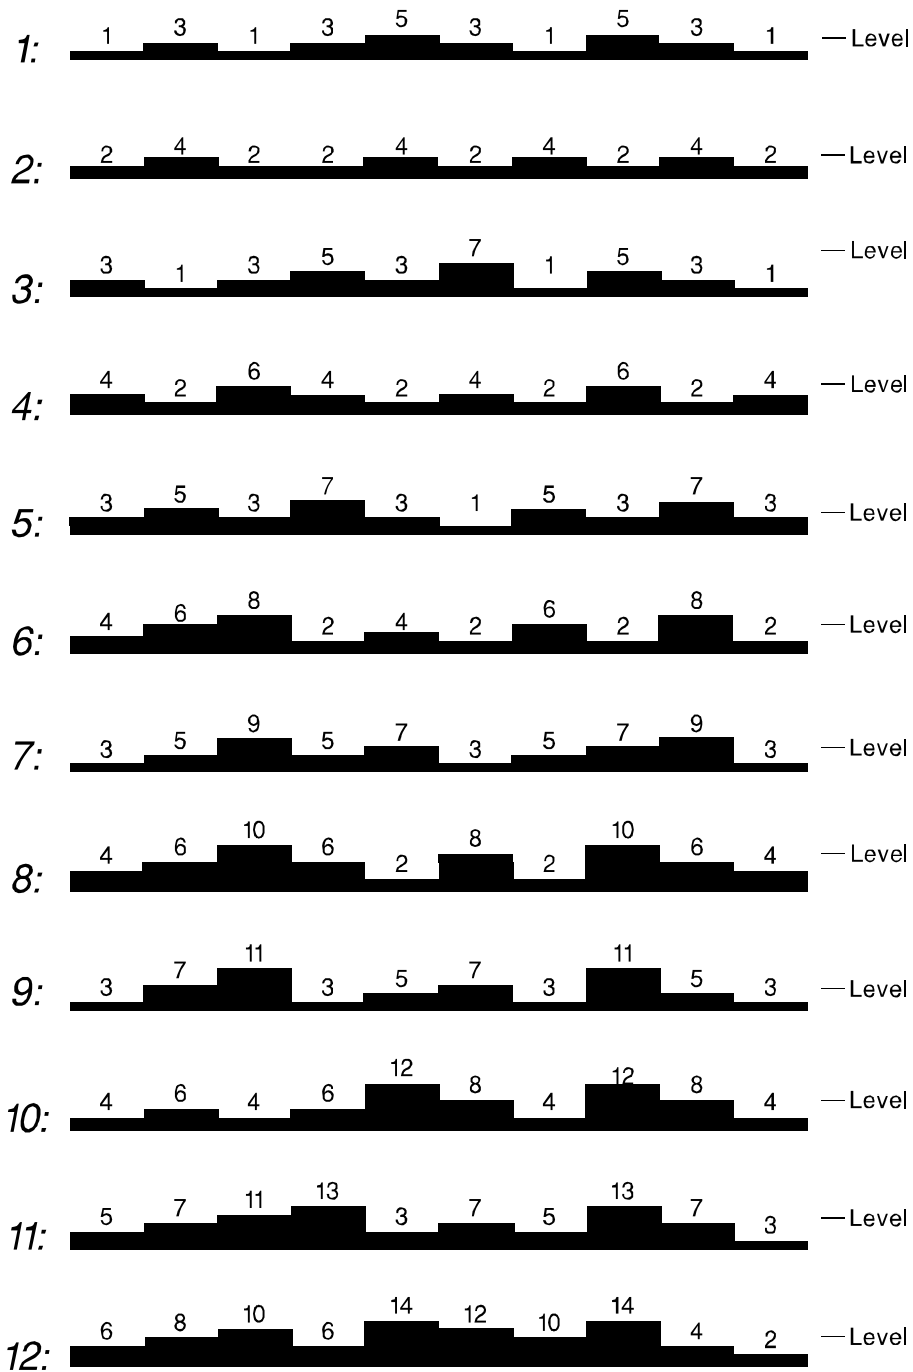 1: 1 3 1 3 5 3 1 5 3 1 Level
2: 2 4 2 2 4 2 4 2 4 2 Level
3: 3 1 3 5 3 7 1 5 3 1 Level
4: 4 2 6 4 2 4 2 6 2 4 Level
5: 3 5 3 7 3 1 5 3 7 3 Level
6: 4 6 8 2 4 2 6 2 8 2 Level
7: 3 5 9 5 7 3 5 7 9 3 Level
8: 4 6 10 6 2 8 2 10 6 4 Level
9: 3 7 11 3 5 7 3 11 5 3 Level
10: 4 6 4 6 12 8 4 12 8 4 Level
11: 5 7 11 13 3 7 5 13 7 3 Level
12: 6 8 10 6 14 12 10 14 4 2 Level